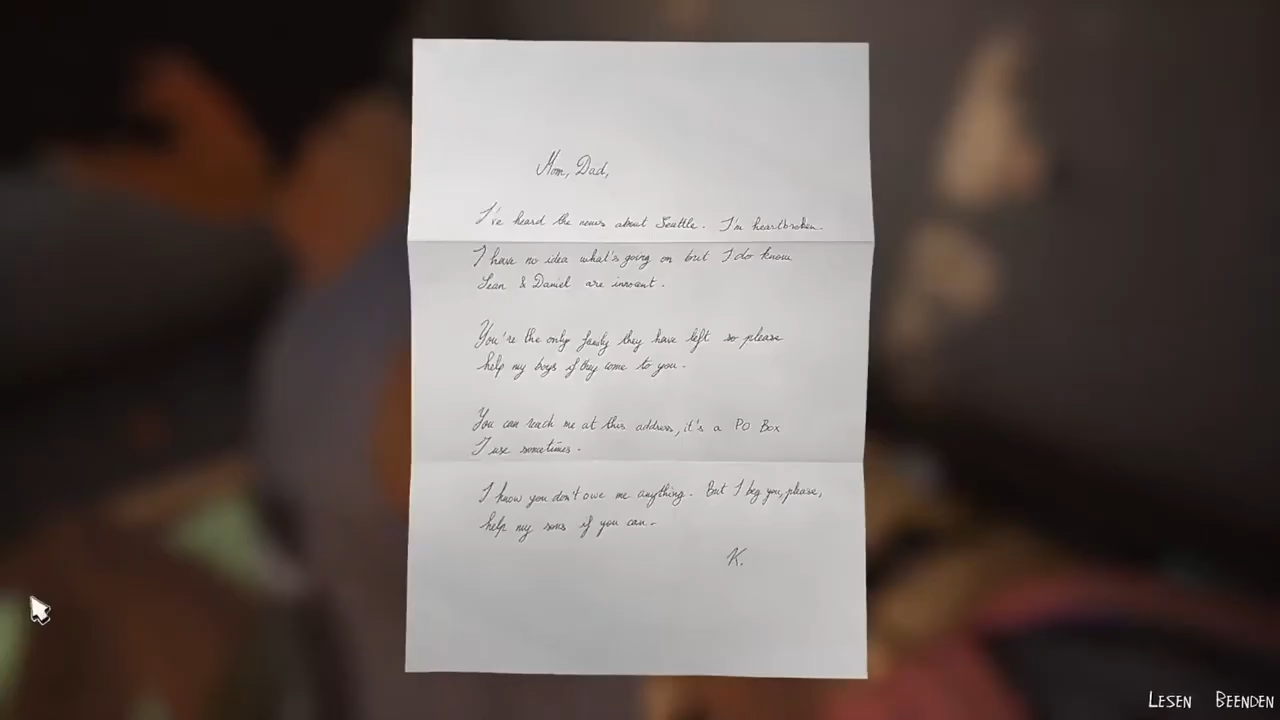 Mom, Dad,
I've heard the news about Seattle. I'm heartbroken.
I have no idea what's going on but I do know
Sean & Daniel are innocent.
You're the only family they have left so please
help my boys if they come to you.
You can reach me at this address, it's a PO Box
I use sometimes.
I know you don't owe me anything. But I beg you, please,
help my sons if you can.
K.
LESEN BEENDEN